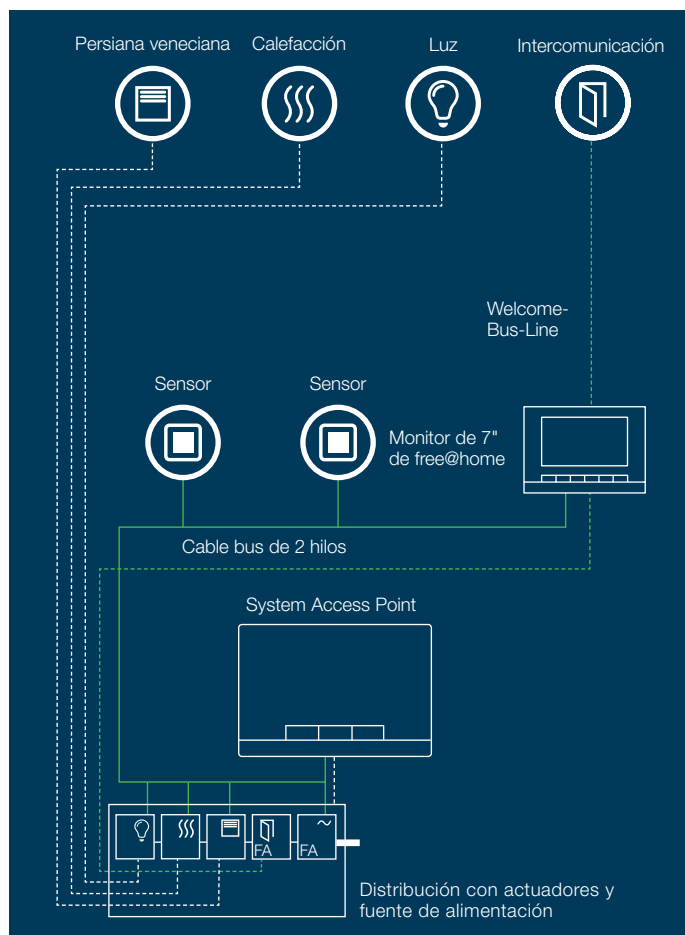 Persiana veneciana
Calefacción
Luz
Intercomunicación
Welcome-
Bus-Line
Sensor
Sensor
Monitor de 7"
de free@home
Cable bus de 2 hilos
System Access Point
FA
FA
Distribución con actuadores y
fuente de alimentación